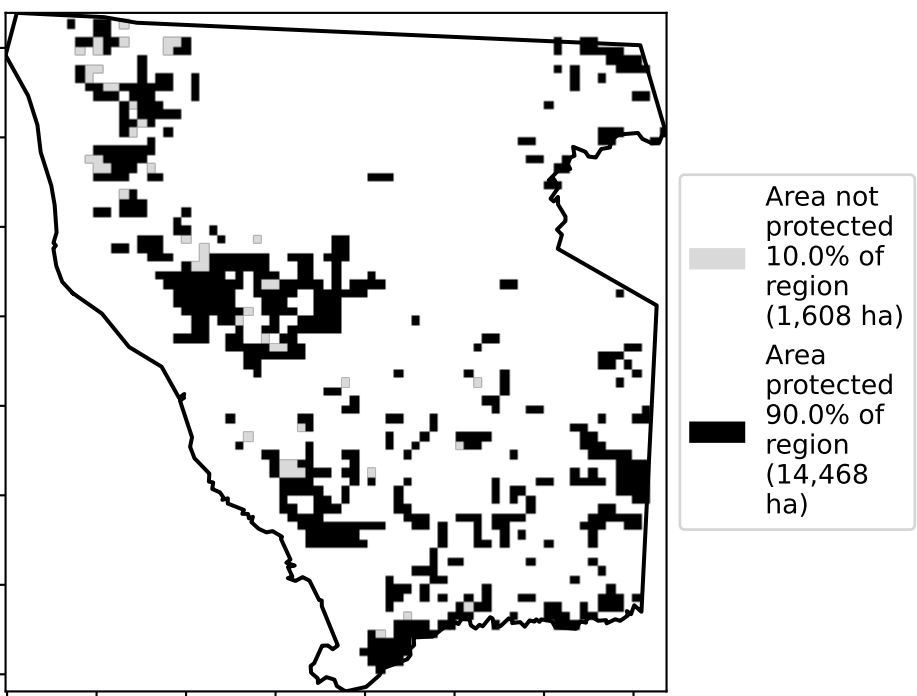 Area not
protected
10.0% of
region
(1,608 ha)
Area
protected
90.0% of
region
(14,468
ha)